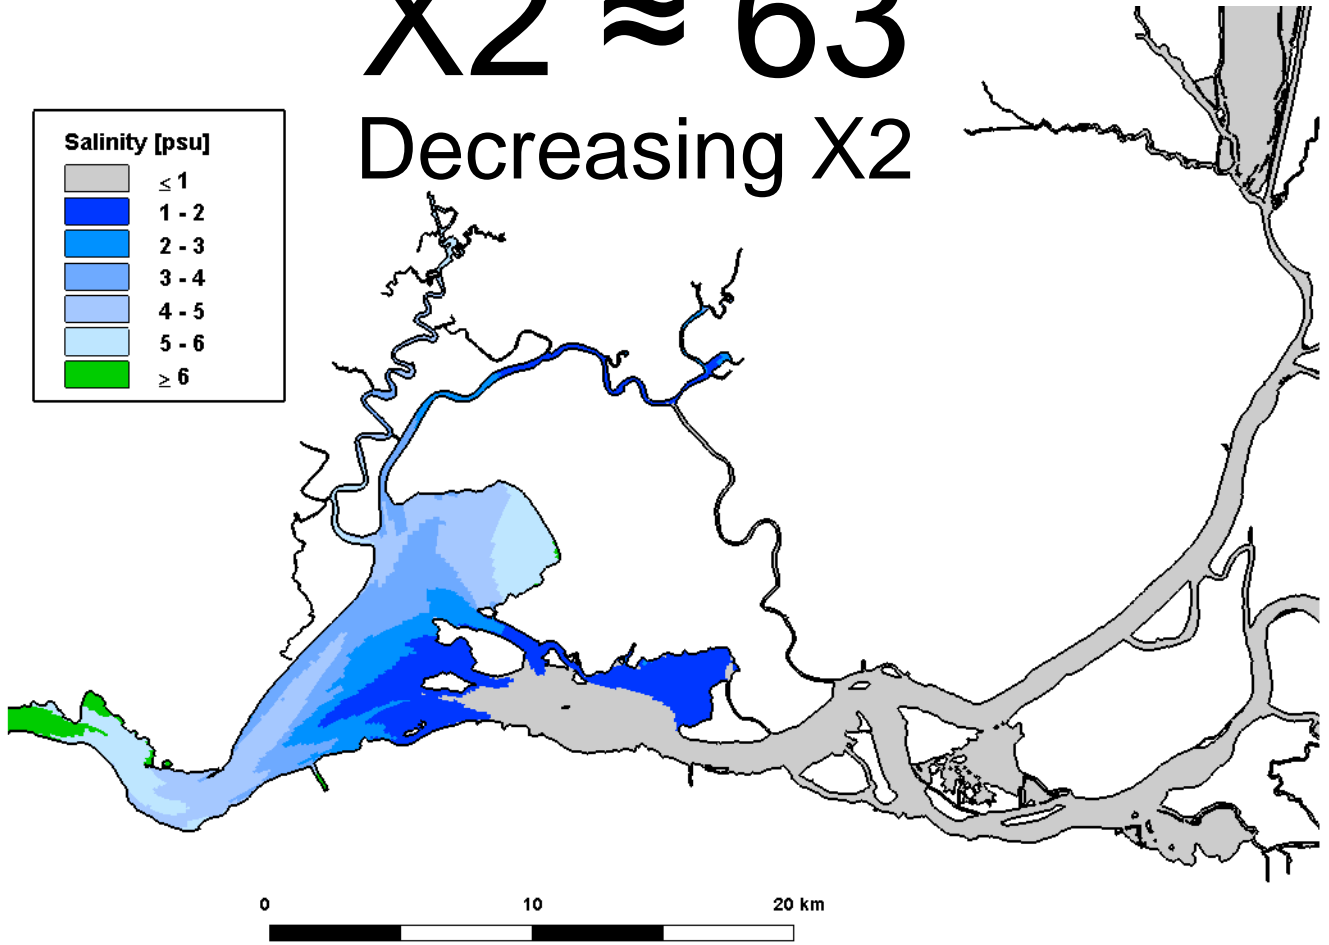 X2 ≈ 63
Decreasing X2
Salinity [psu]
≤ 1
1 - 2
2 - 3
3 - 4
4 - 5
5 - 6
≥ 6
0 10 20 km